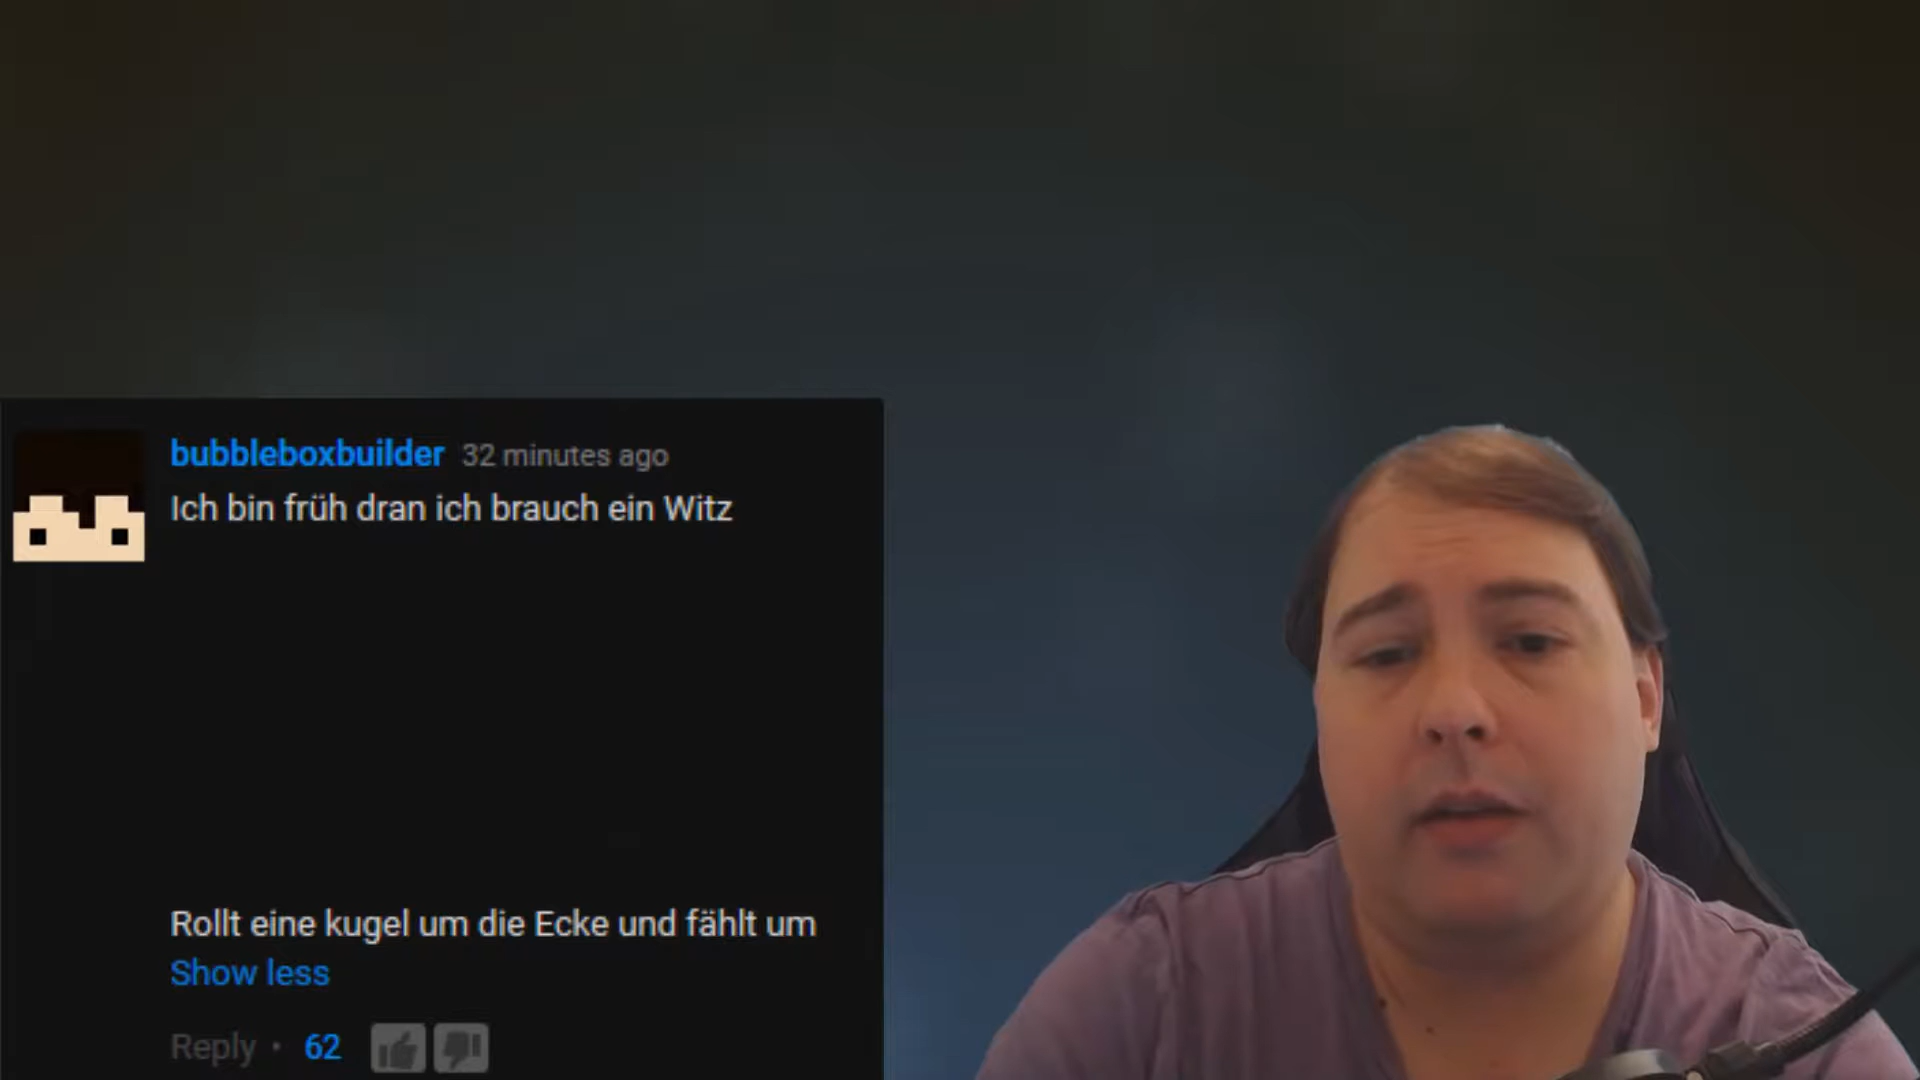 bubbleboxbuilder 32 minutes ago
Ich bin früh dran ich brauch ein Witz
Rollt eine kugel um die Ecke und fählt um
Show less
Reply • 62